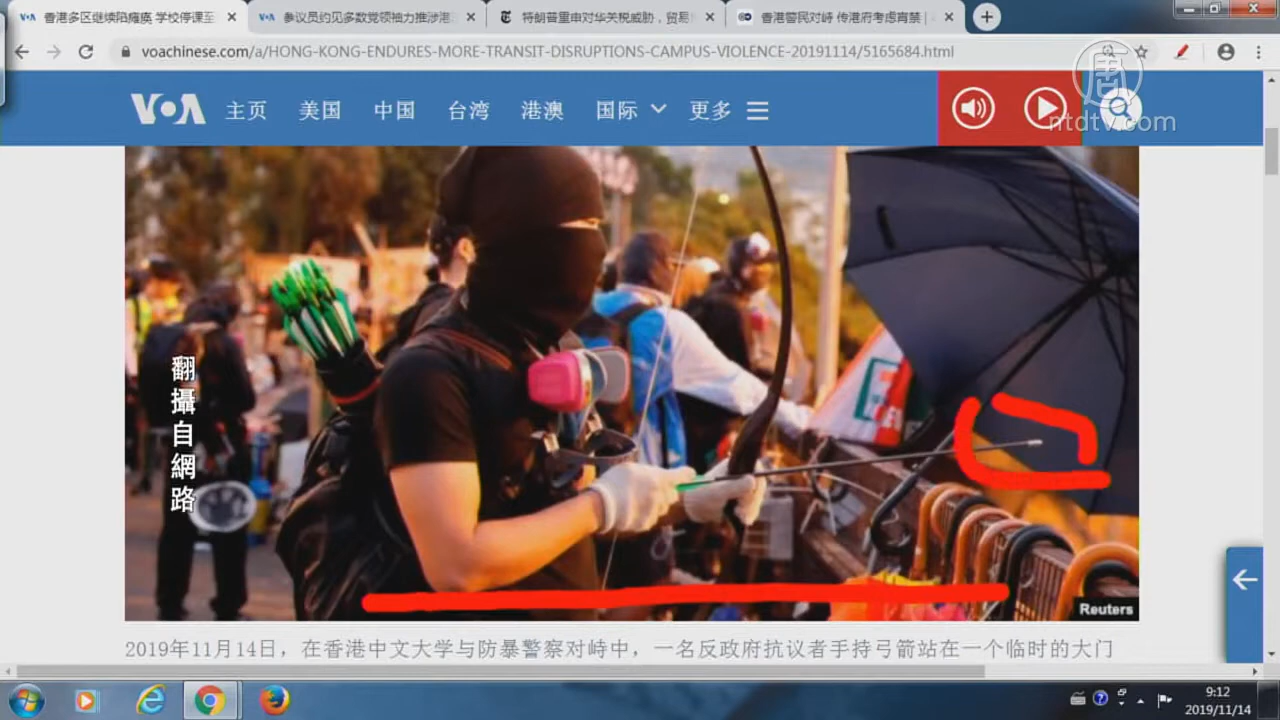 香港多区继续陷瘫痪 学校停课至
参议员约见多数党领袖力推涉港
特朗普重申对华关税威胁，贸易
香港警民对峙 传港府考虑宵禁 |
voachinese.com/a/HONG-KONG-ENDURES-MORE-TRANSIT-DISRUPTIONS-CAMPUS-VIOLENCE-20191114/5165684.html
VOA 主页 美国 中国 台湾 港澳 国际 更多
唐
ntdtv.com
翻攝自網路
Reuters
2019年11月14日，在香港中文大学与防暴警察对峙中，一名反政府抗议者手持弓箭站在一个临时的大门
9:12
2019/11/14